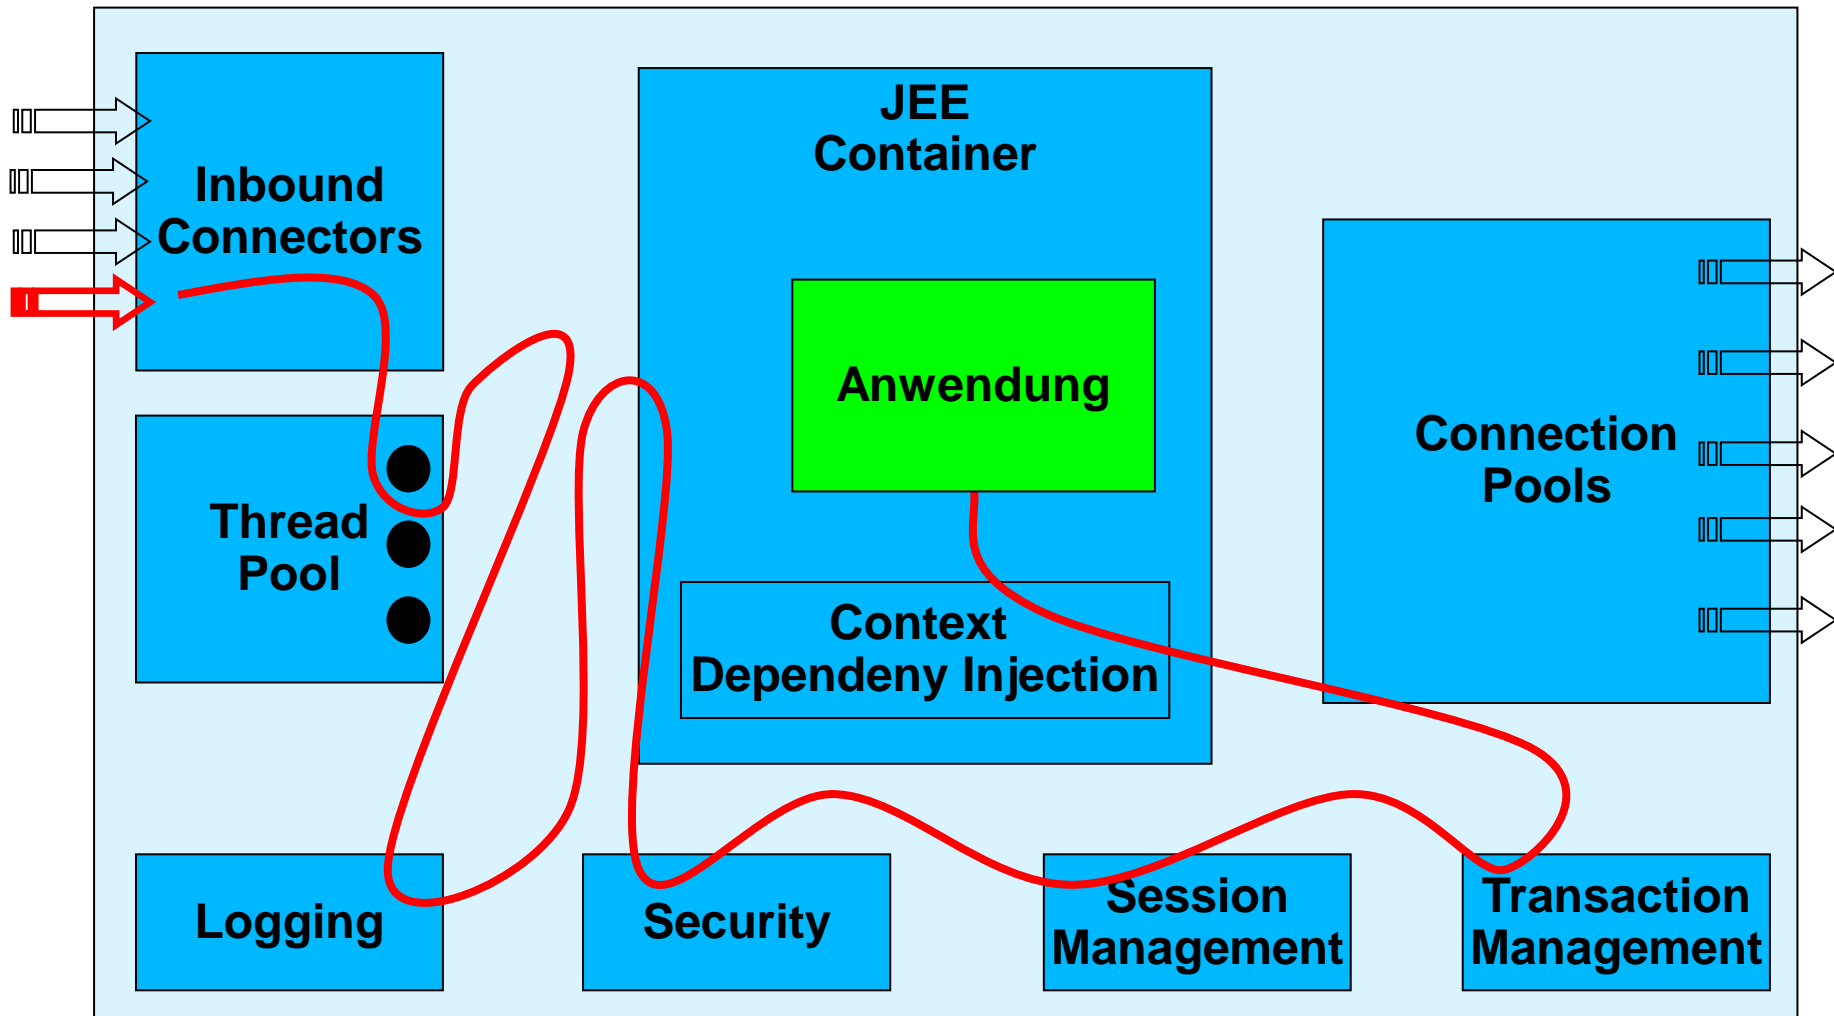 Inbound
Connectors
Thread
Pool
JEE
Container
Anwendung
Context
Dependeny Injection
Connection
Pools
Logging
Security
Session
Management
Transaction
Management